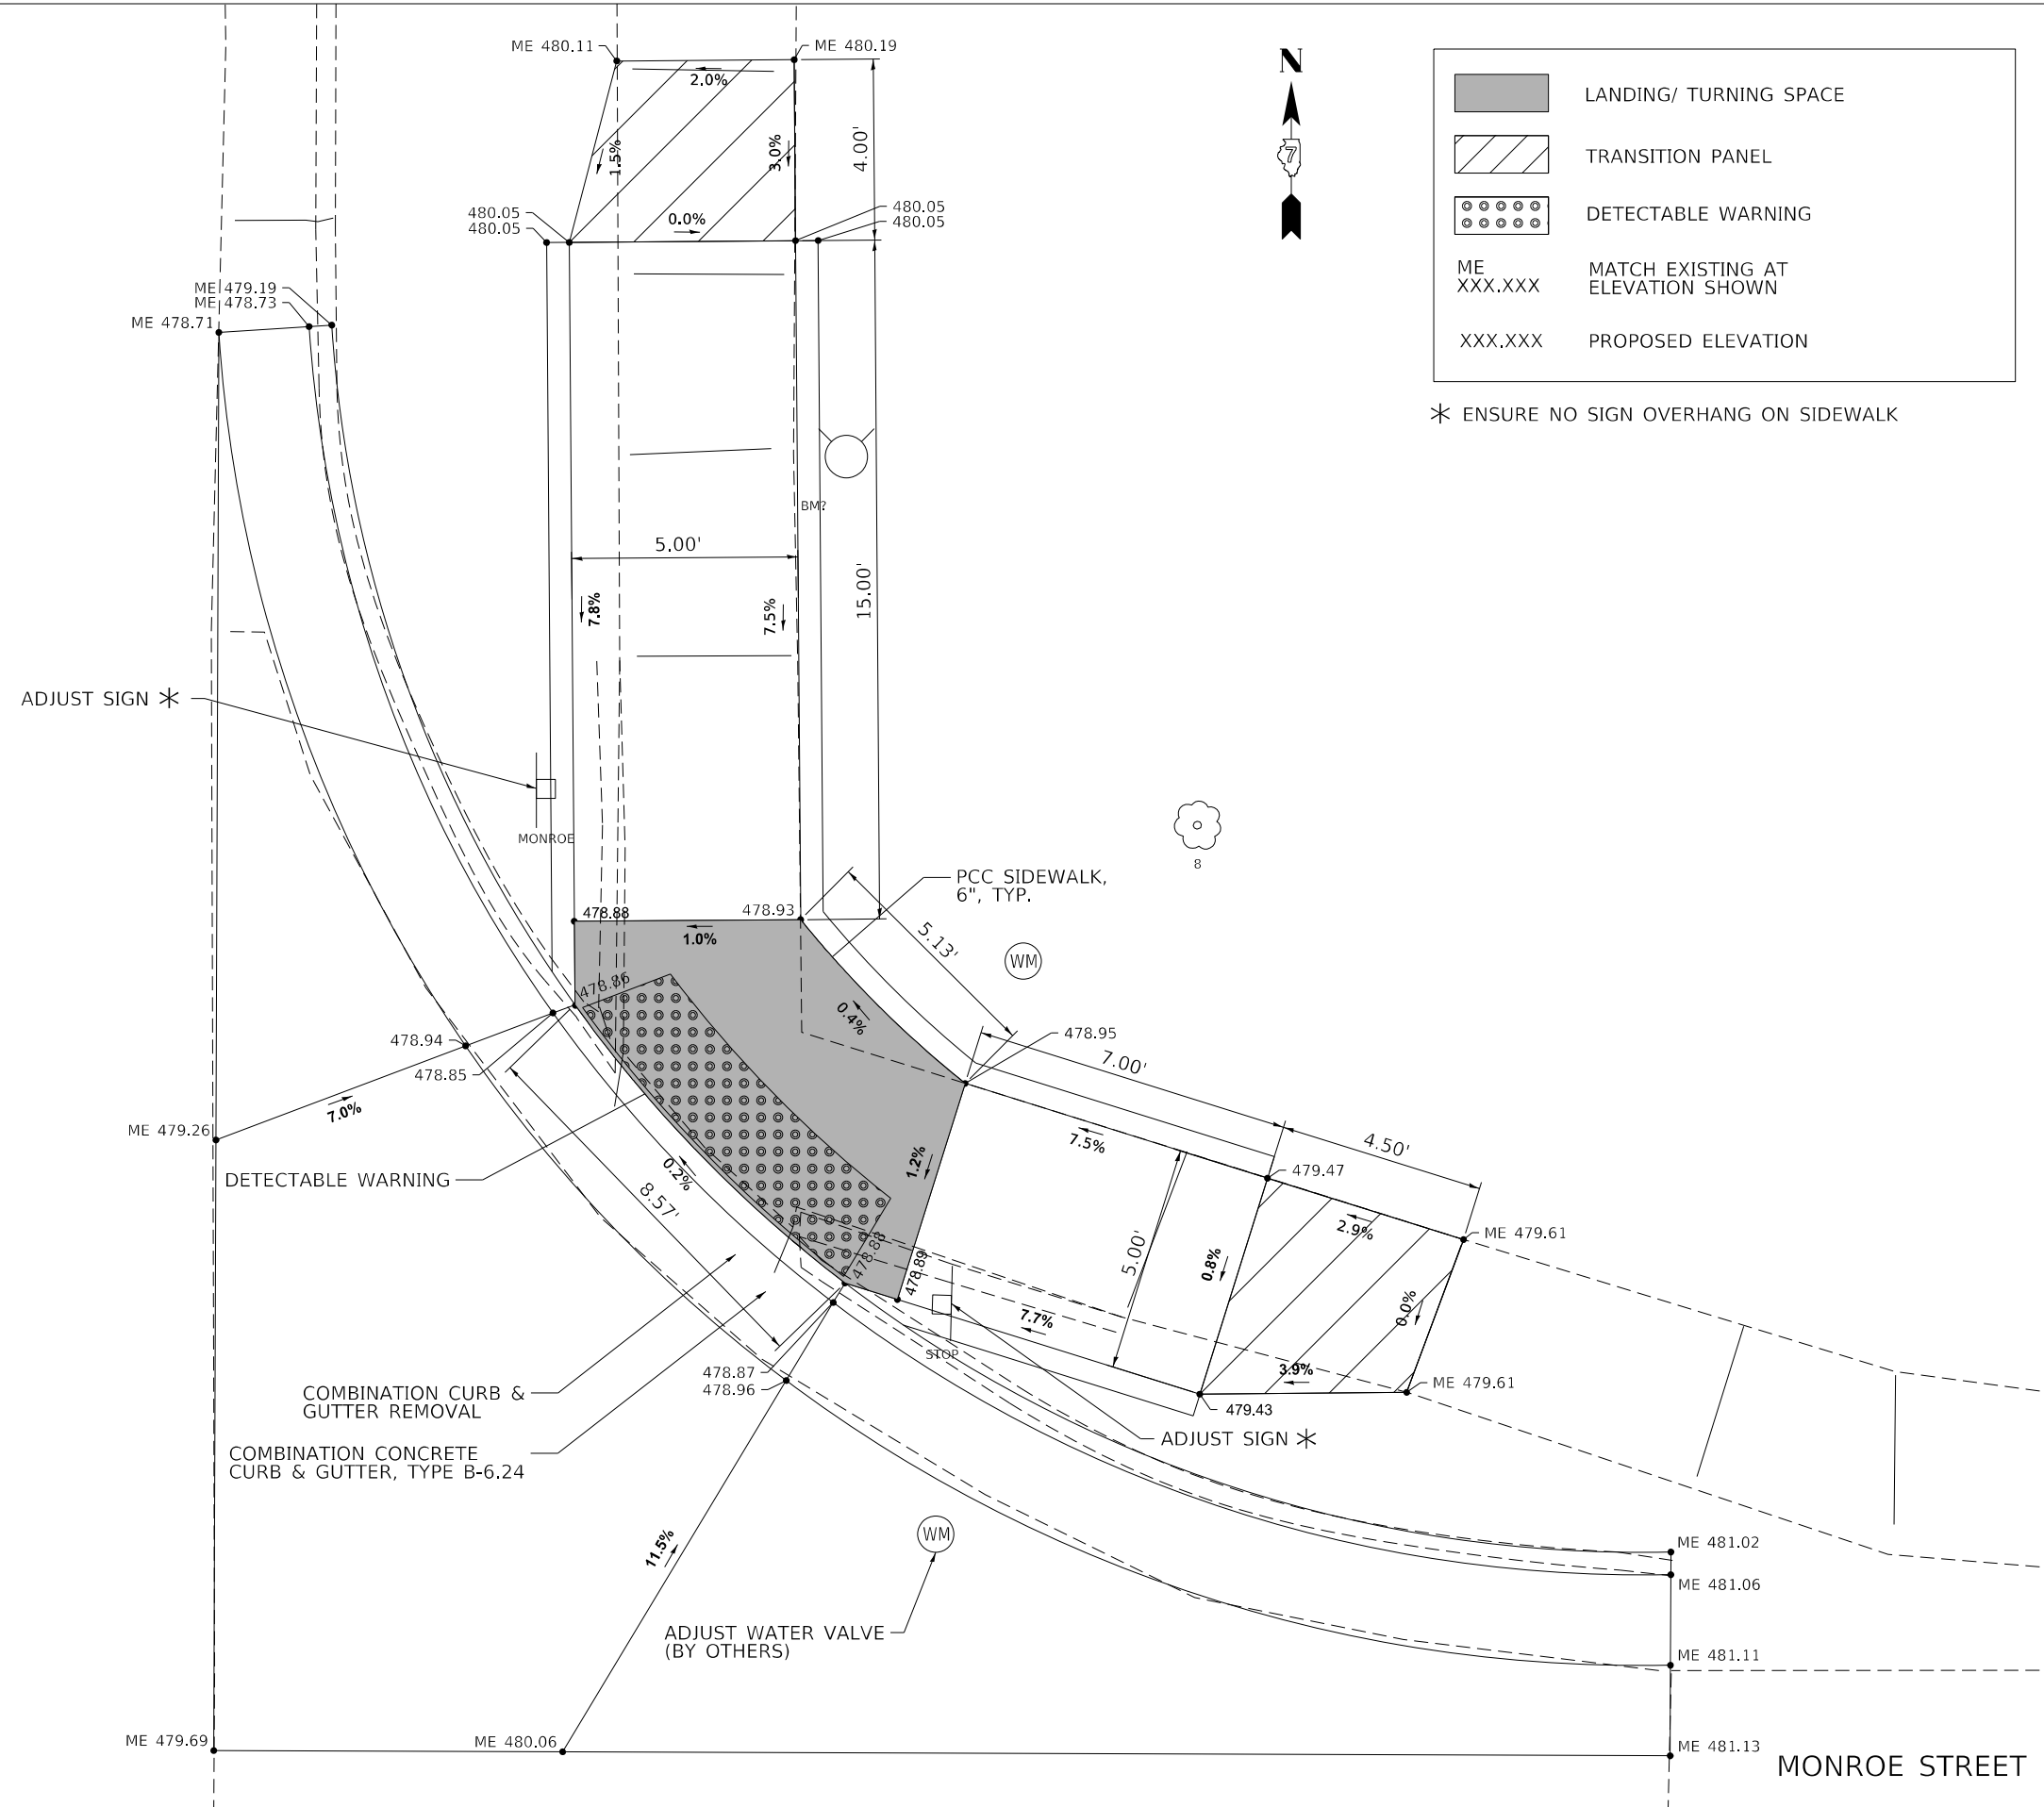 ME 480.11
ME 480.19
2.0%
1.5%
3.0%
4.00'
0.0%
480.05
480.05
480.05
480.05
N
7
LANDING/ TURNING SPACE
TRANSITION PANEL
DETECTABLE WARNING
ME
XXX.XXX
MATCH EXISTING AT
ELEVATION SHOWN
XXX.XXX
PROPOSED ELEVATION
* ENSURE NO SIGN OVERHANG ON SIDEWALK
ME 479.19
ME 478.73
ME 478.71
BM?
5.00'
15.00'
7.8%
7.5%
ADJUST SIGN *
MONROE
8
PCC SIDEWALK,
6", TYP.
478.88
478.93
1.0%
5.13'
WM
478.86
0.4%
478.95
7.00'
478.94
478.85
7.0%
ME 479.26
7.5%
4.50'
DETECTABLE WARNING
0.2%
8.57'
1.2%
479.47
2.9%
ME 479.61
5.00'
0.8%
0.0%
478.88
478.89
7.7%
STOP
3.9%
ME 479.61
479.43
478.87
478.96
COMBINATION CURB &
GUTTER REMOVAL
ADJUST SIGN *
COMBINATION CONCRETE
CURB & GUTTER, TYPE B-6.24
11.5%
WM
ME 481.02
ME 481.06
ADJUST WATER VALVE
(BY OTHERS)
ME 481.11
ME 479.69
ME 480.06
ME 481.13
MONROE STREET